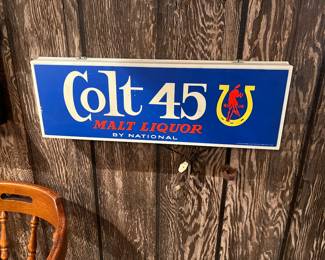 Colt 45
MALT LIQUOR
BY NATIONAL